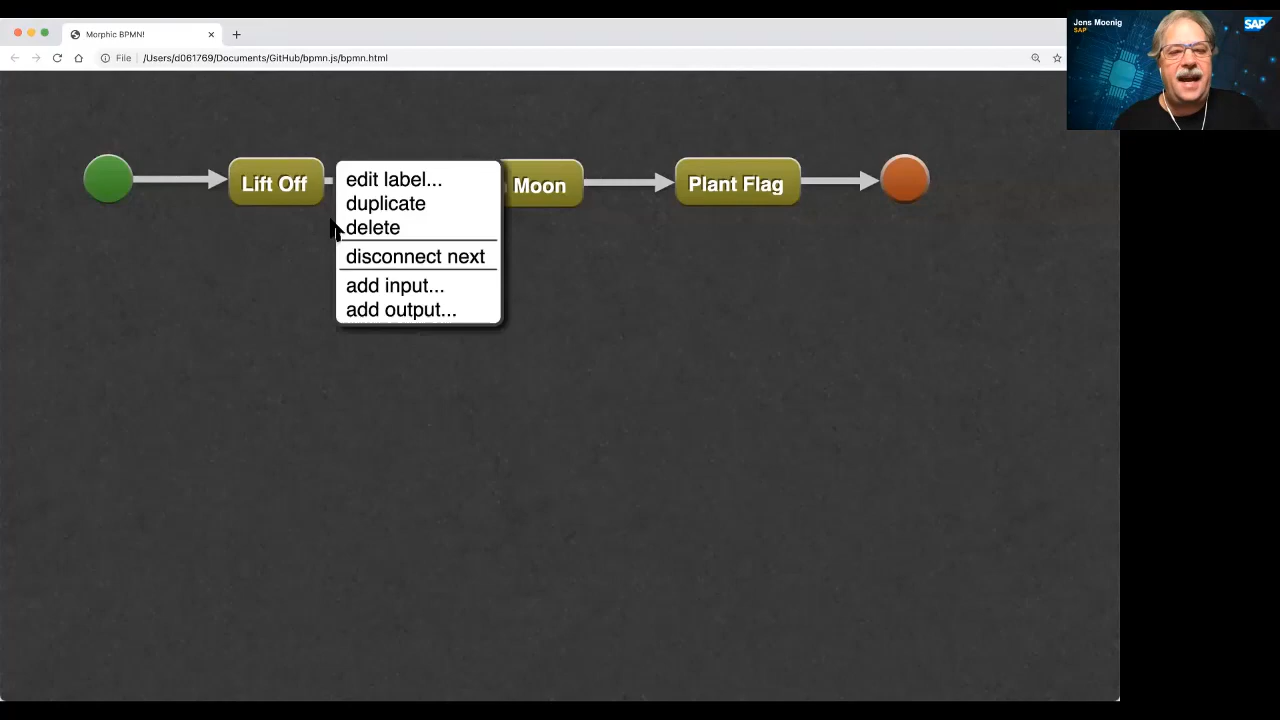 Morphic BPMN!
File
/Users/d061769/Documents/GitHub/bpmn.js/bpmn.html
Jens Moenig
SAP
SAP
Lift Off
edit label...
duplicate
delete
disconnect next
add input...
add output...
Moon
Plant Flag